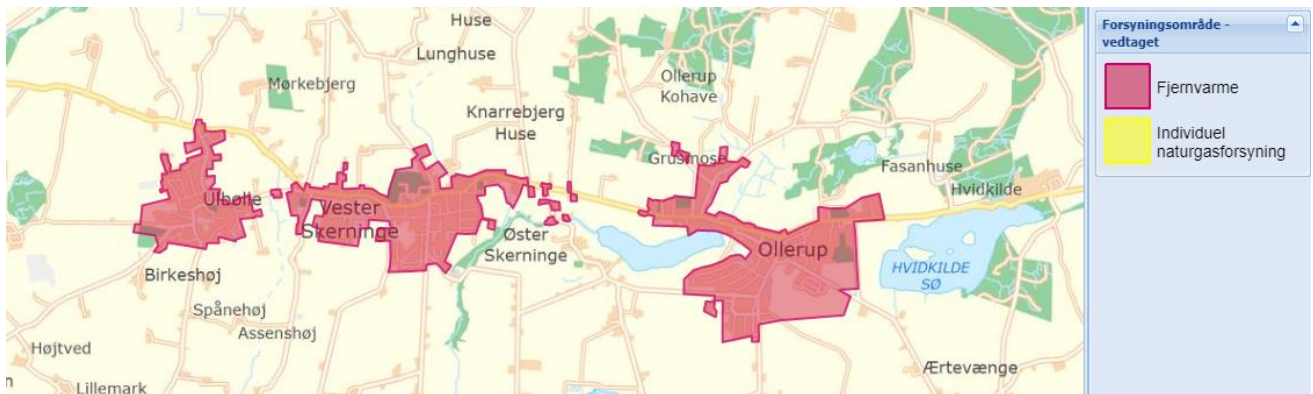 Huse
Lunghuse
Mørkebjerg
Ollerup
Kohave
Knarrebjerg
Huse
Grusmose
Fasanhuse
Hvidkilde
Ulbølle
Vester
Skerninge
Øster
Skerninge
Ollerup
HVIDKILDE
SØ
Birkeshøj
Spånehøj
Assenshøj
Højtved
Lillemark
Ærtevænge
n
Forsyningsområde -
vedtaget
Fjernvarme
Individuel
naturgasforsyning